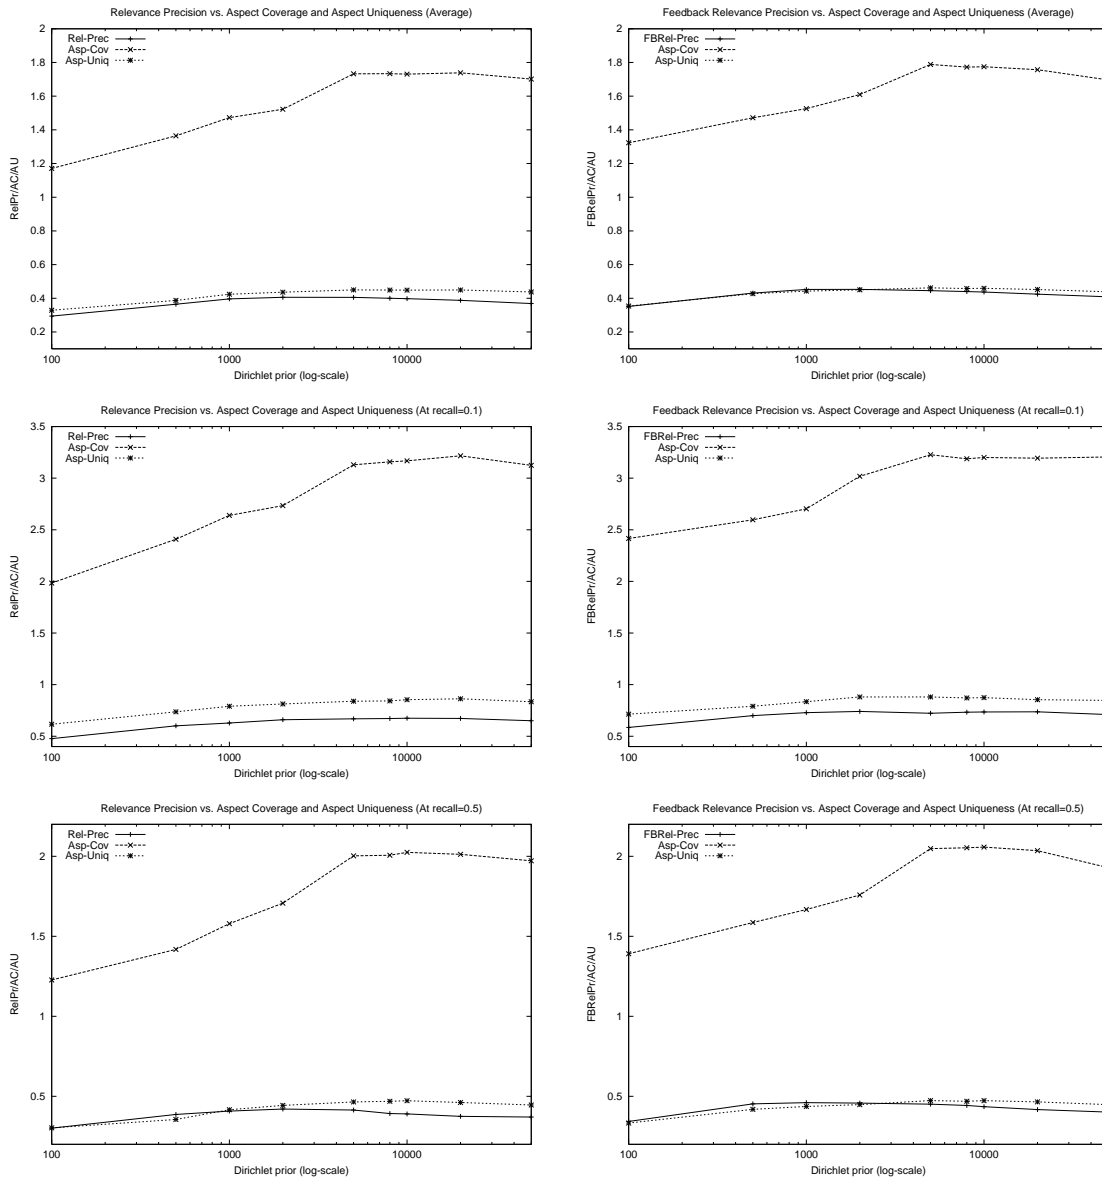 Relevance Precision vs. Aspect Coverage and Aspect Uniqueness (Average)
2
1.8
1.6
1.4
1.2
1
0.8
0.6
0.4
0.2
Rel-Prec
Asp-Cov
Asp-Uniq
RelPr/AC/AU
100
1000
10000
Dirichlet prior (log-scale)
Feedback Relevance Precision vs. Aspect Coverage and Aspect Uniqueness (Average)
2
1.8
1.6
1.4
1.2
1
0.8
0.6
0.4
0.2
FBRel-Prec
Asp-Cov
Asp-Uniq
FBRelPr/AC/AU
100
1000
10000
Dirichlet prior (log-scale)
Relevance Precision vs. Aspect Coverage and Aspect Uniqueness (At recall=0.1)
3.5
3
2.5
2
1.5
1
0.5
Rel-Prec
Asp-Cov
Asp-Uniq
RelPr/AC/AU
100
1000
10000
Dirichlet prior (log-scale)
Feedback Relevance Precision vs. Aspect Coverage and Aspect Uniqueness (At recall=0.1)
3.5
3
2.5
2
1.5
1
0.5
FBRel-Prec
Asp-Cov
Asp-Uniq
FBRelPr/AC/AU
100
1000
10000
Dirichlet prior (log-scale)
Relevance Precision vs. Aspect Coverage and Aspect Uniqueness (At recall=0.5)
2
1.5
1
0.5
Rel-Prec
Asp-Cov
Asp-Uniq
RelPr/AC/AU
100
1000
10000
Dirichlet prior (log-scale)
Feedback Relevance Precision vs. Aspect Coverage and Aspect Uniqueness (At recall=0.5)
2
1.5
1
0.5
FBRel-Prec
Asp-Cov
Asp-Uniq
FBRelPr/AC/AU
100
1000
10000
Dirichlet prior (log-scale)